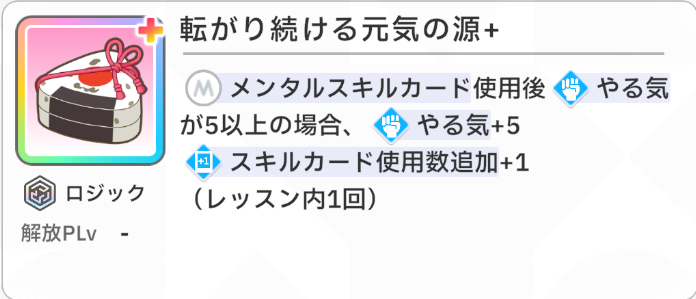 転がり続ける元気の源+
M メンタルスキルカード使用後 やる気
が5以上の場合、 やる気+5
+1 スキルカード使用数追加+1
(レッスン内1回)
ロジック
解放PLv -